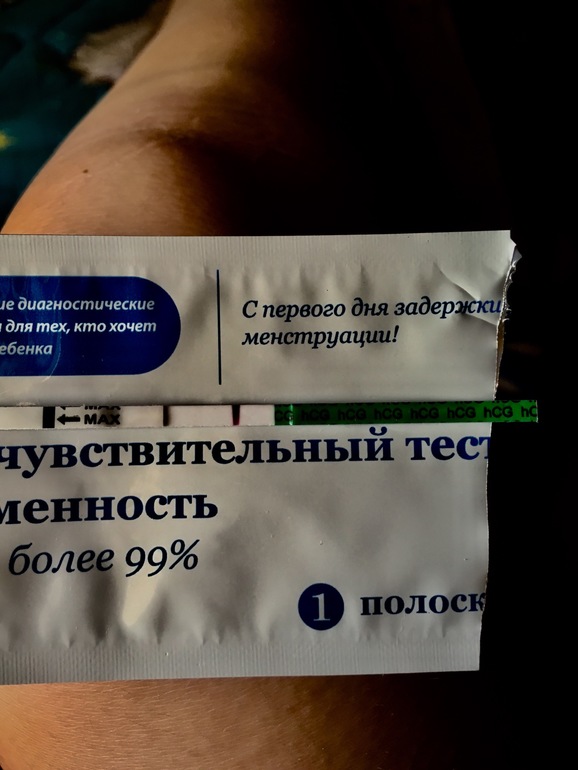 ие диагностические
для тех, кто хочет
ебенка
С первого дня задержки
менструации!
MAX
MAX
hCG hCG hCG hCG hCG hCG
чувствительный тест
менность
более 99%
1 полоск